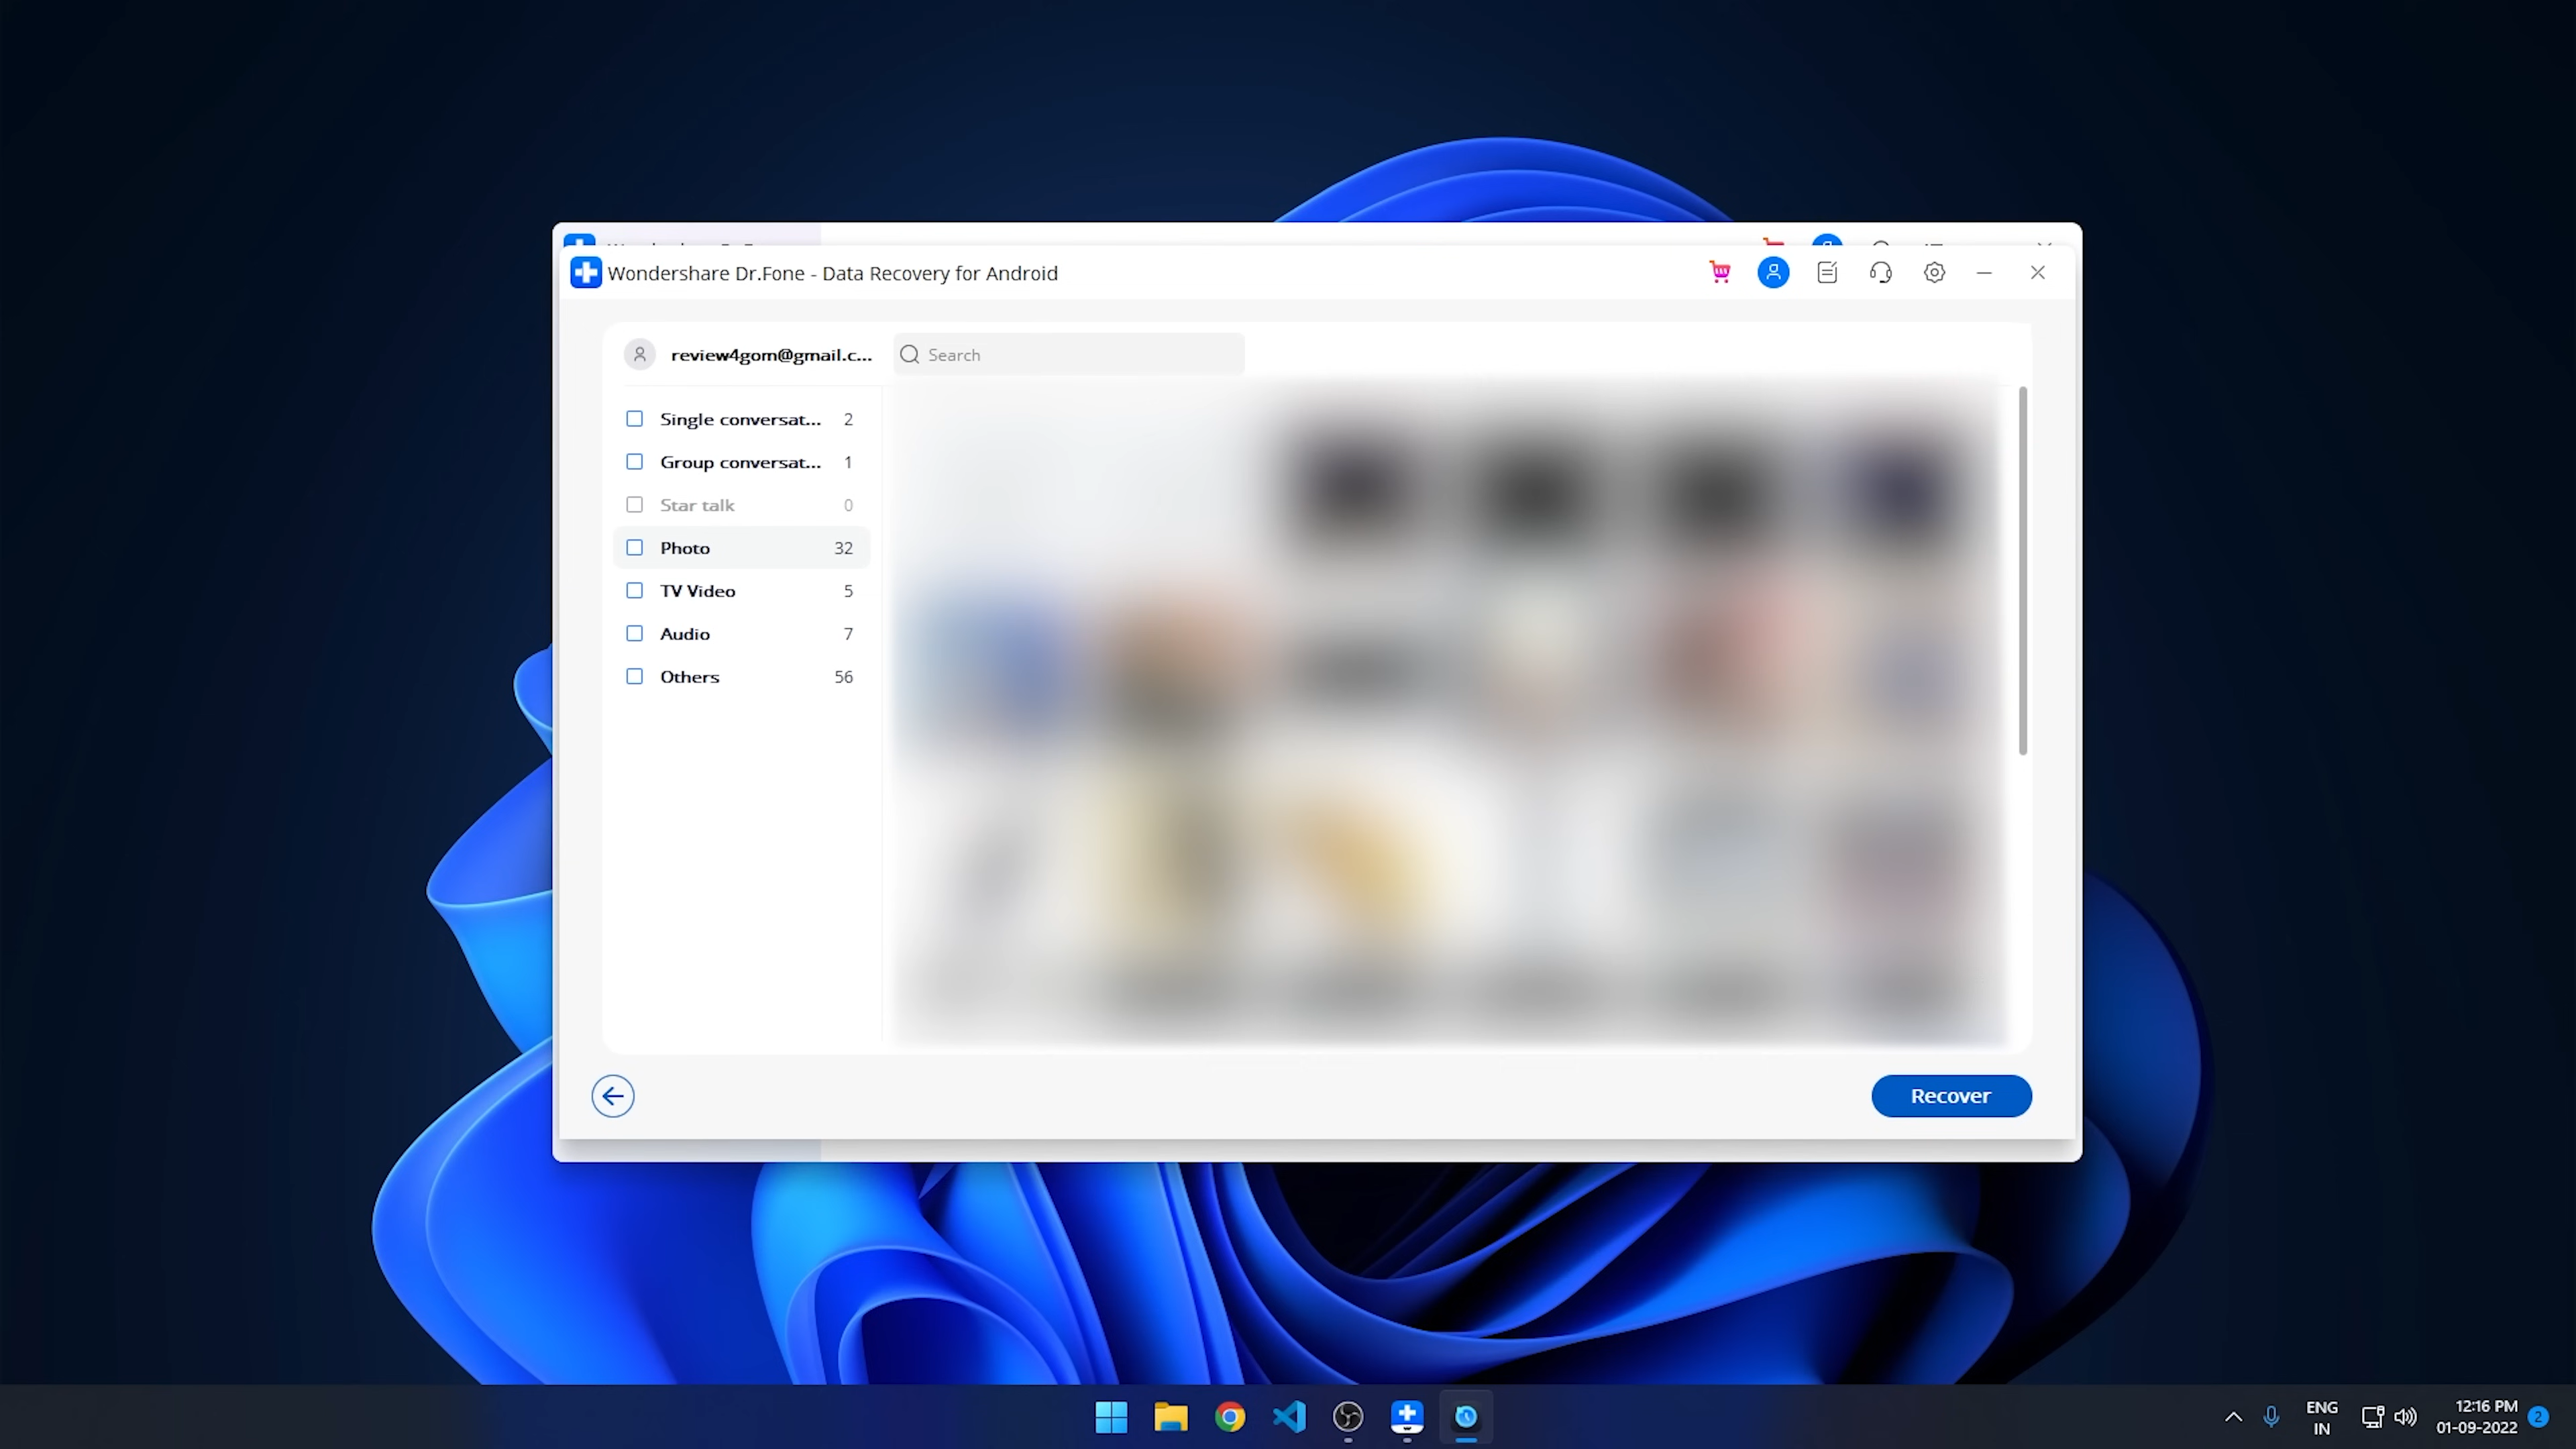 Wondershare Dr.Fone - Data Recovery for Android
review4gom@gmail.c...
Search
Single conversat... 2
Group conversat... 1
Star talk 0
Photo 32
TV Video 5
Audio 7
Others 56
Recover
ENG
IN
12:16 PM
01-09-2022
2